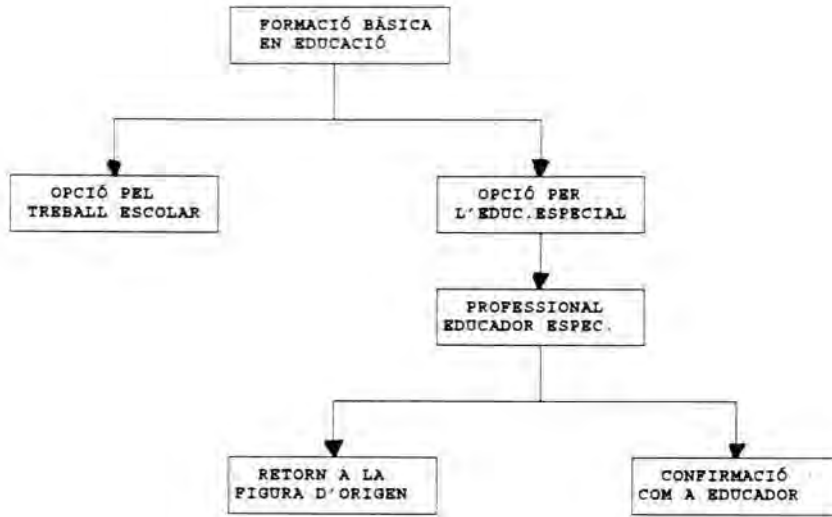 FORMACIÓ BÀSICA
EN EDUCACIÓ
OPCIÓ PEL
TREBALL ESCOLAR
OPCIÓ PER
L'EDUC.ESPECIAL
PROFESSIONAL
EDUCADOR ESPEC.
RETORN A LA
FIGURA D'ORIGEN
CONFIRMACIÓ
COM A EDUCADOR